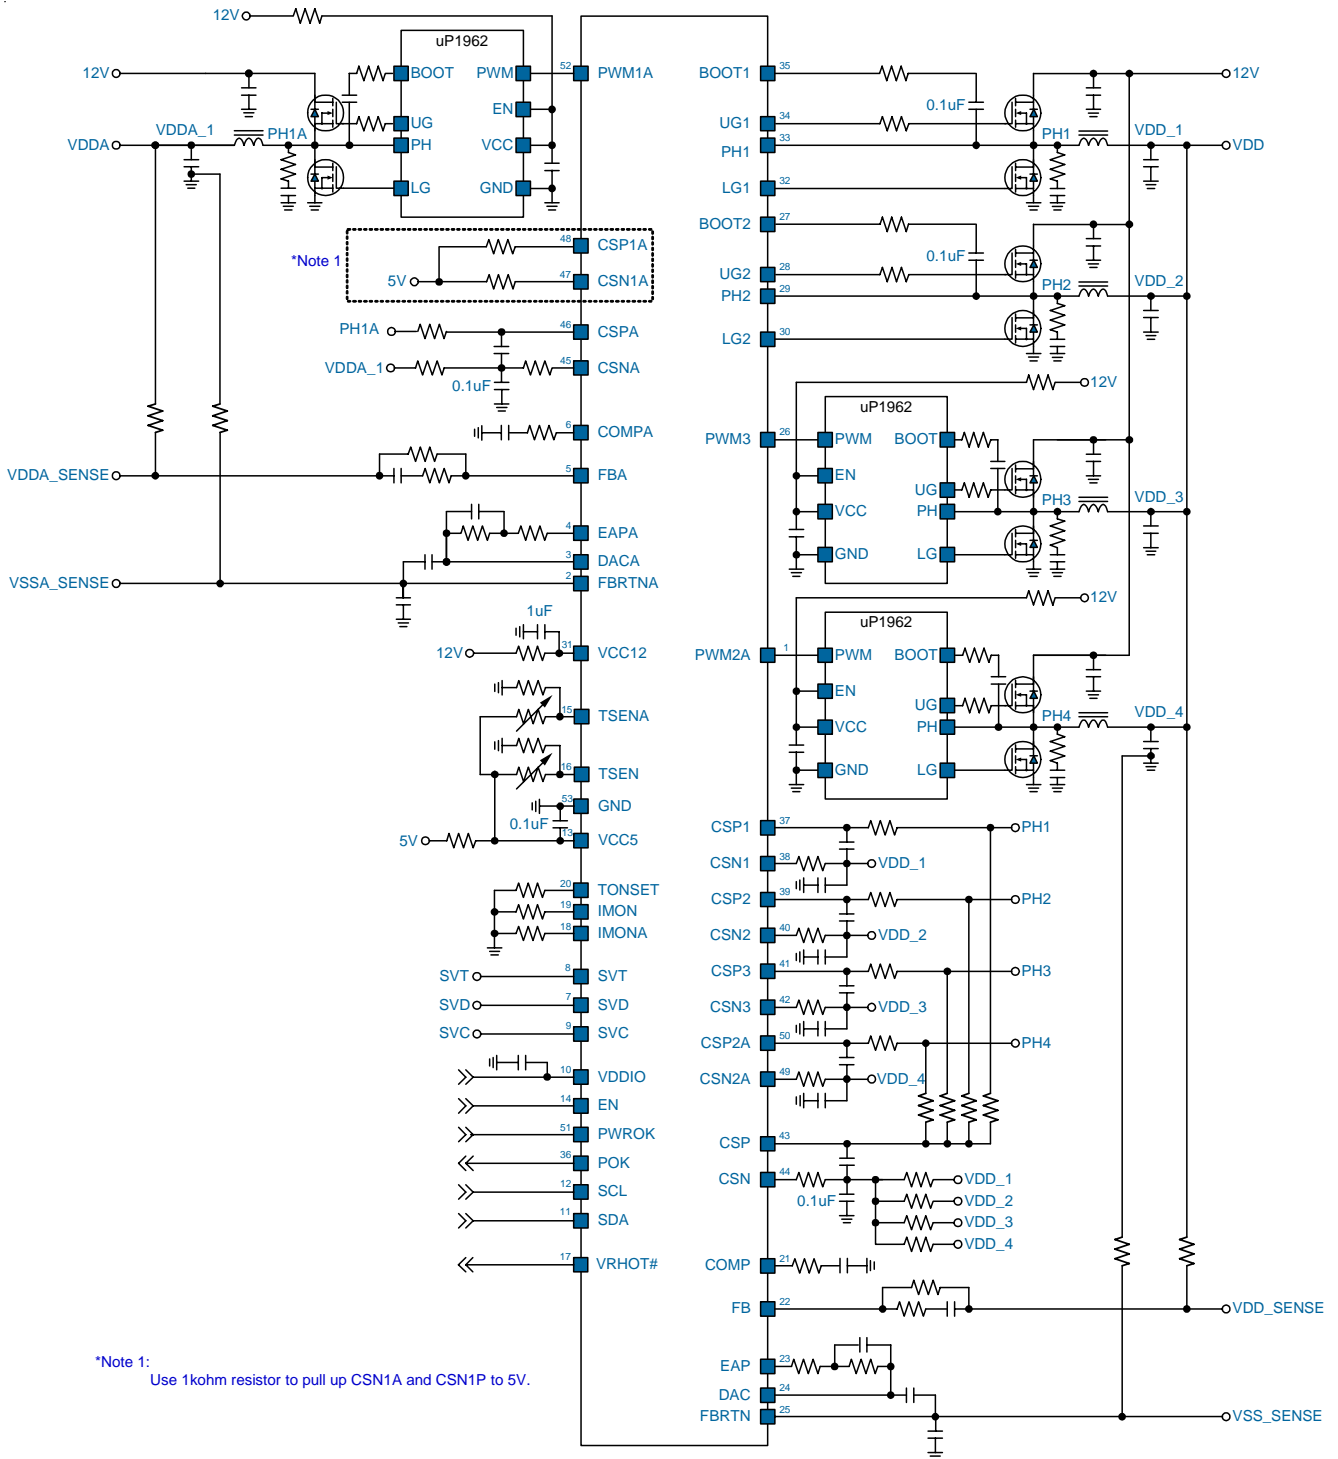 12V
uP1962
12V
BOOT
PWM
52
PWM1A
EN
UG
VDDA_1
PH1A
VDDA
PH
VCC
LG
GND
*Note 1
48
CSP1A
5V
47
CSN1A
PH1A
46
CSPA
VDDA_1
45
CSNA
0.1uF
6
COMPA
VDDA_SENSE
5
FBA
4
EAPA
3
DACA
VSSA_SENSE
2
FBRTNA
1uF
12V
31
VCC12
15
TSENA
16
TSEN
53
GND
0.1uF
5V
13
VCC5
20
TONSET
19
IMON
18
IMONA
SVT
8
SVT
SVD
7
SVD
SVC
9
SVC
10
VDDIO
14
EN
51
PWROK
36
POK
12
SCL
11
SDA
17
VRHOT#
BOOT1
35
12V
0.1uF
UG1
34
PH1
33
PH1
VDD_1
VDD
LG1
32
BOOT2
27
0.1uF
UG2
28
PH2
29
PH2
VDD_2
LG2
30
12V
uP1962
PWM3
26
PWM
BOOT
EN
UG
VCC
PH
PH3
VDD_3
GND
LG
12V
uP1962
PWM2A
1
PWM
BOOT
EN
UG
VCC
PH
PH4
VDD_4
GND
LG
CSP1
37
PH1
CSN1
38
VDD_1
CSP2
39
PH2
CSN2
40
VDD_2
CSP3
41
PH3
CSN3
42
VDD_3
CSP2A
50
PH4
CSN2A
49
VDD_4
CSP
43
CSN
44
VDD_1
0.1uF
VDD_2
VDD_3
VDD_4
COMP
21
FB
22
VDD_SENSE
EAP
23
DAC
24
FBRTN
25
VSS_SENSE
*Note 1:
Use 1kohm resistor to pull up CSN1A and CSN1P to 5V.